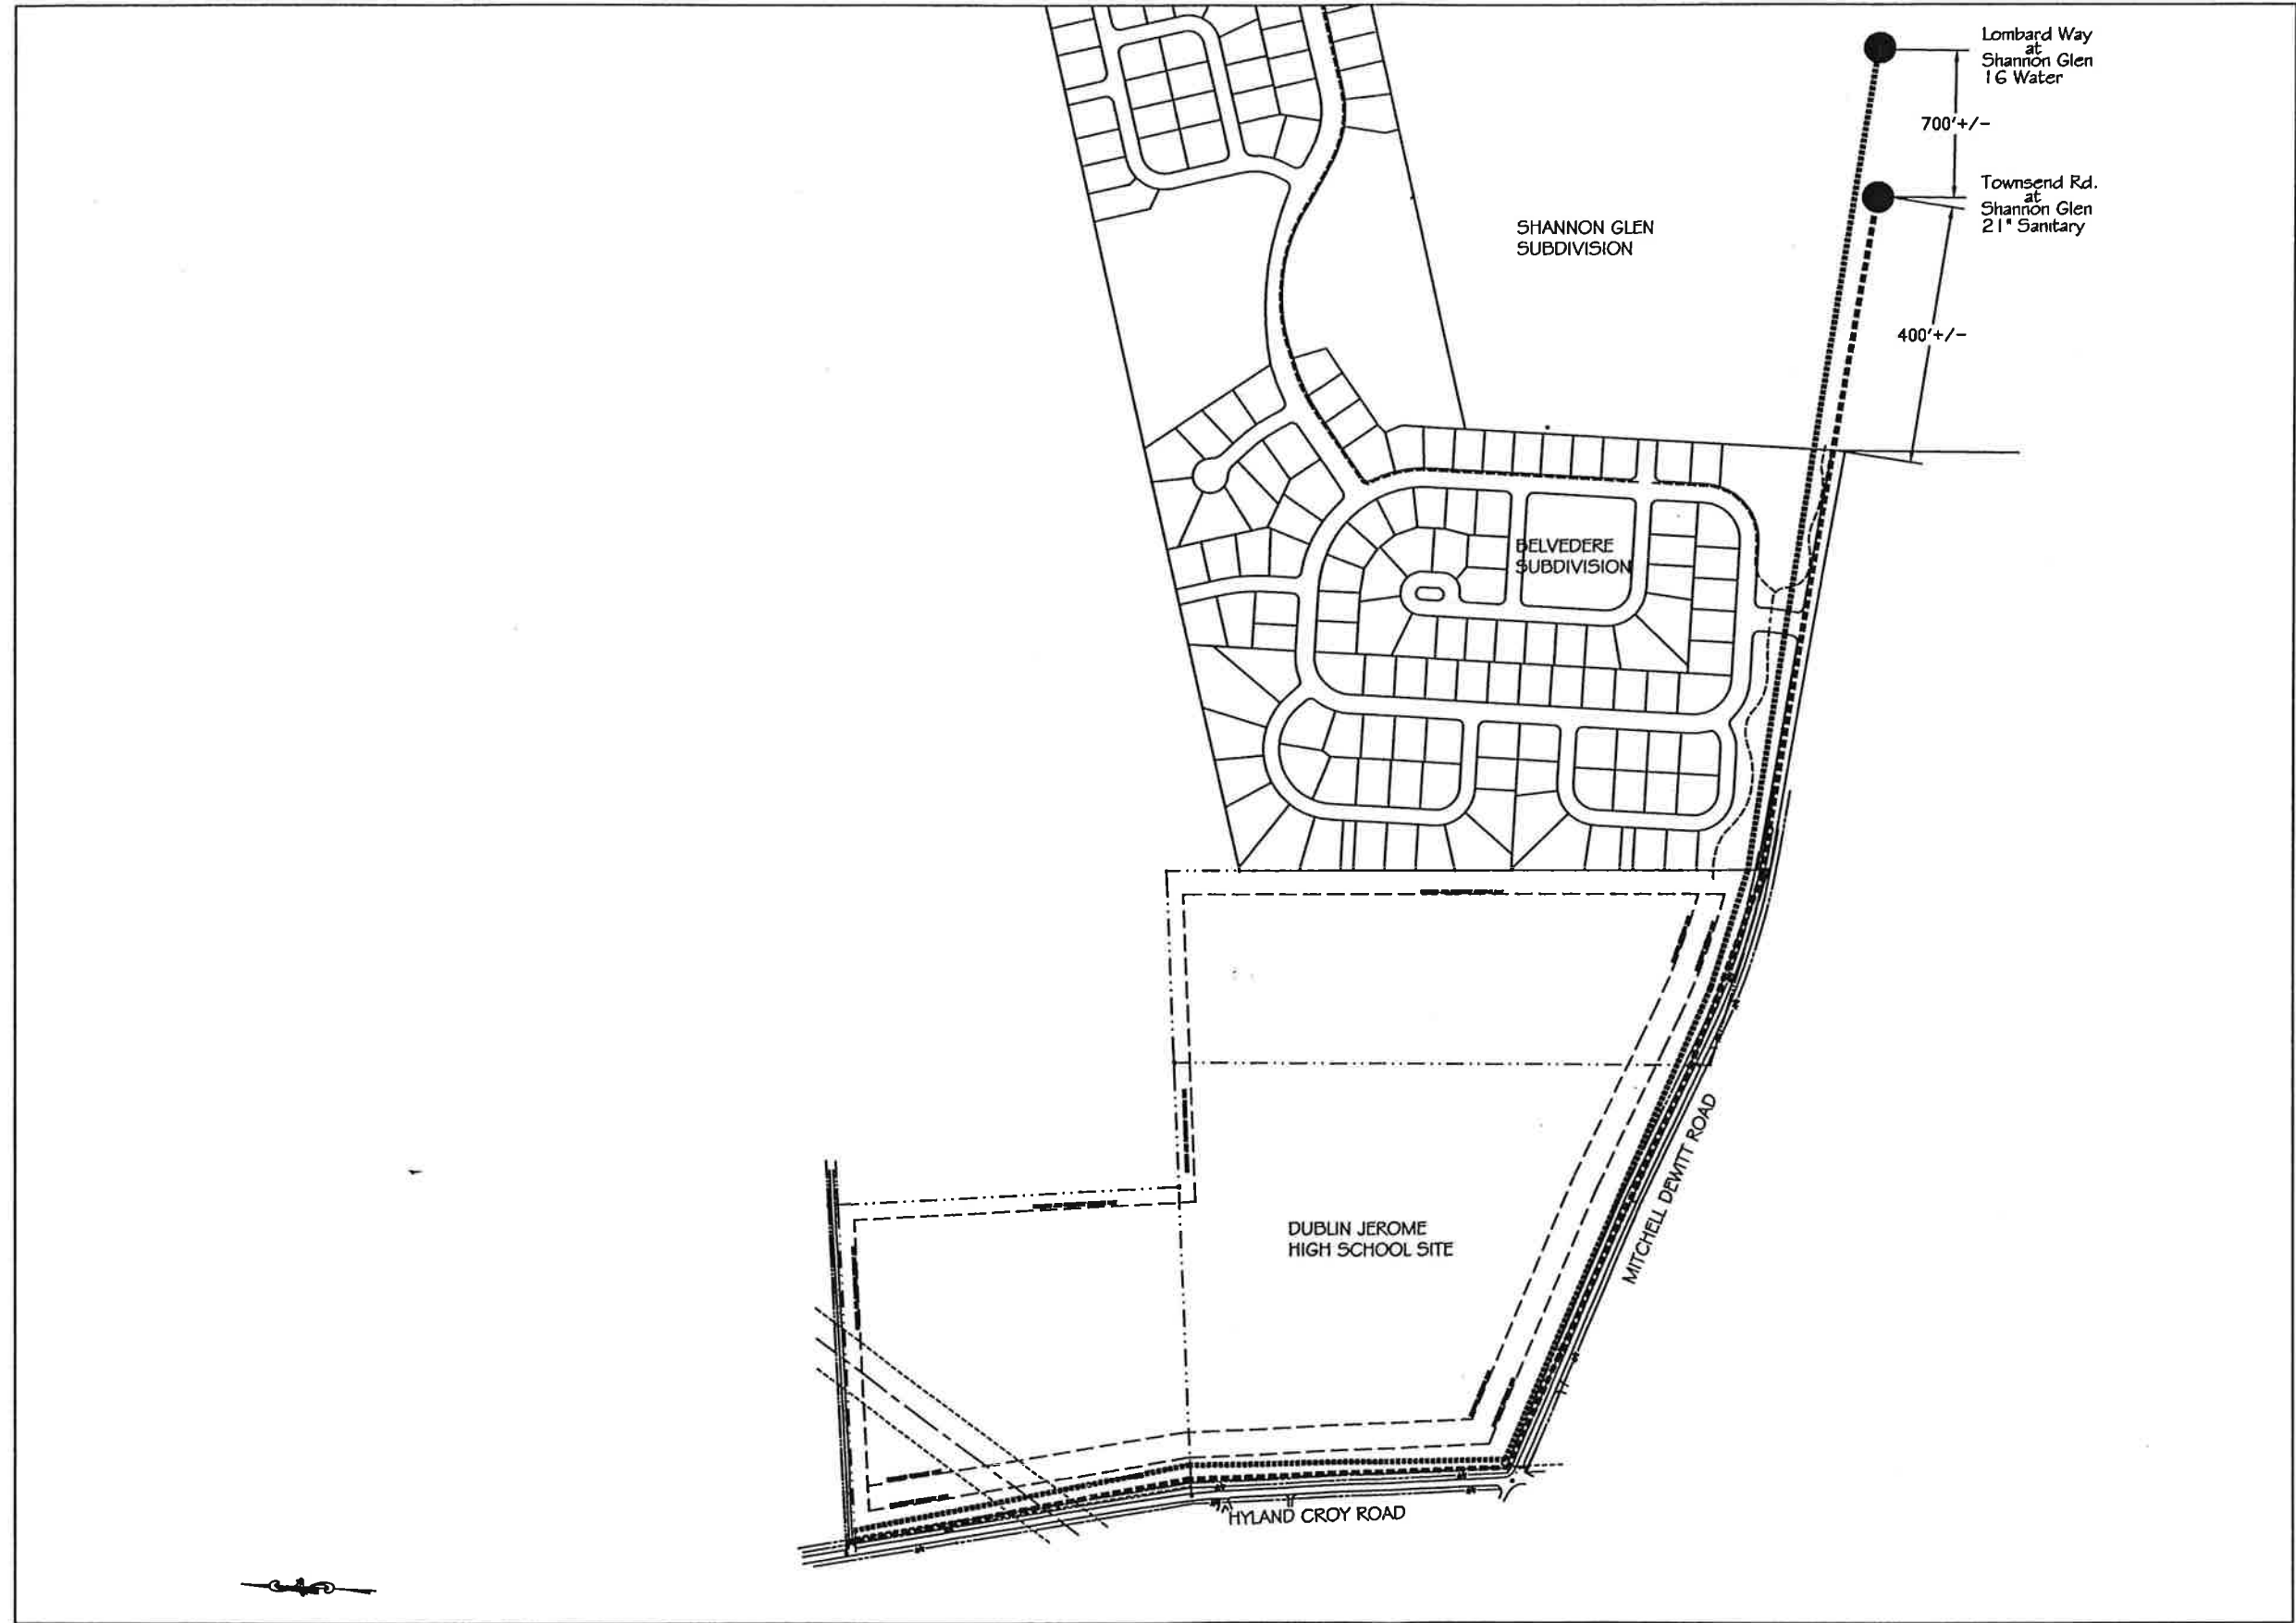 Lombard Way
at
Shannon Glen
16 Water
700'+/-
Townsend Rd.
at
Shannon Glen
21" Sanitary
SHANNON GLEN
SUBDIVISION
400'+/-
BELVEDERE
SUBDIVISION
MITCHELL DEWITT ROAD
DUBLIN JEROME
HIGH SCHOOL SITE
HYLAND CROY ROAD